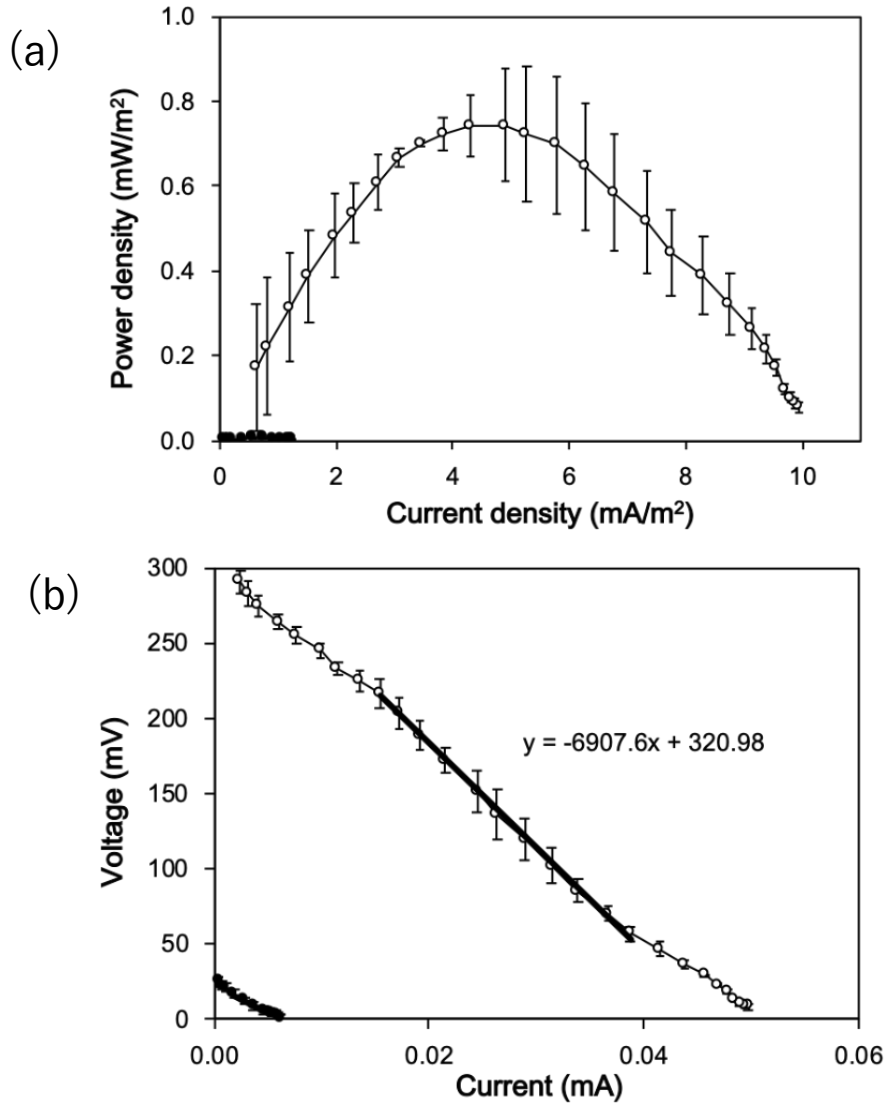 (a)
1.0
0.8
0.6
0.4
0.2
0.0
Power density (mW/m²)
0 2 4 6 8 10
Current density (mA/m²)
(b)
300
250
200
150
100
50
0
Voltage (mV)
y = -6907.6x + 320.98
0.00 0.02 0.04 0.06
Current (mA)